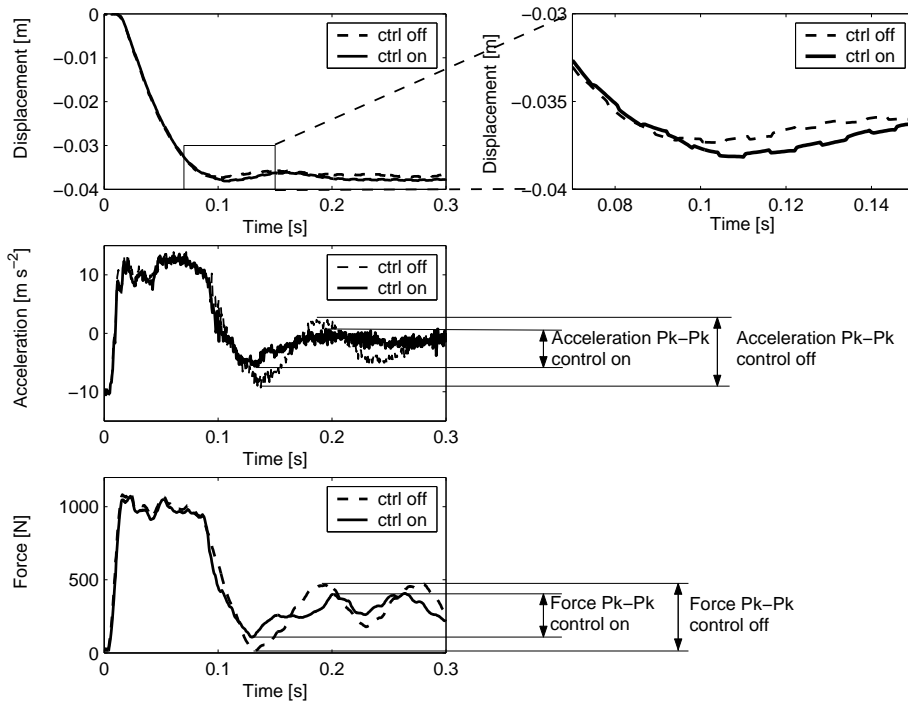 0
−0.01
−0.02
−0.03
−0.04
Displacement [m]
0
0.1
0.2
0.3
Time [s]
ctrl off
ctrl on
−0.03
−0.035
−0.04
Displacement [m]
0.08
0.1
0.12
0.14
Time [s]
ctrl off
ctrl on
10
0
−10
Acceleration [m s−2]
0
0.1
0.2
0.3
Time [s]
ctrl off
ctrl on
Acceleration Pk−Pk
control on
Acceleration Pk−Pk
control off
1000
500
0
Force [N]
0
0.1
0.2
0.3
Time [s]
ctrl off
ctrl on
Force Pk−Pk
control on
Force Pk−Pk
control off